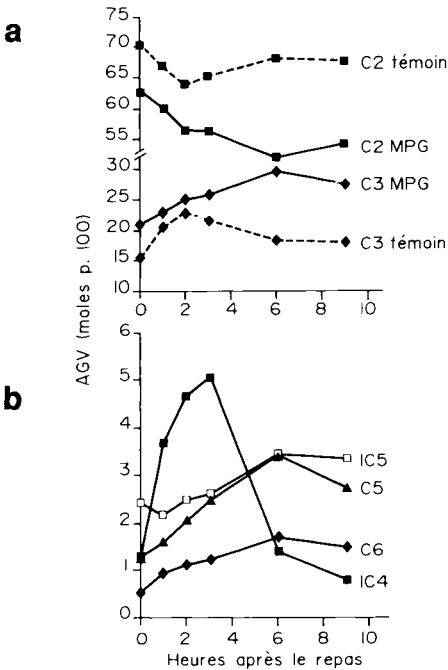 a
75
70
65
60
55
30
25
20
15
10
C2 témoin
C2 MPG
C3 MPG
C3 témoin
0 2 4 6 8 10
AGV (moles p. 100)
b
6
5
4
3
2
1
0
IC5
C5
C6
IC4
0 2 4 6 8 10
Heures après le repas